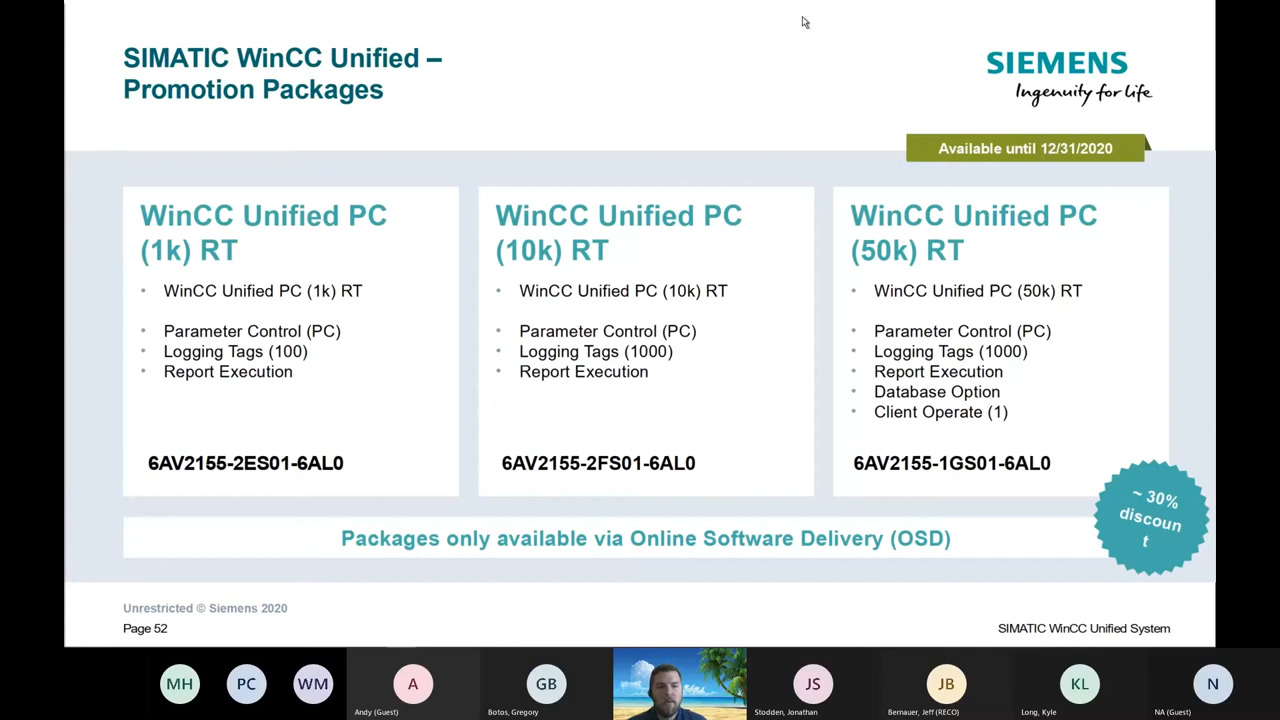 SIMATIC WinCC Unified –
Promotion Packages
SIEMENS
Ingenuity for life
Available until 12/31/2020
WinCC Unified PC
(1k) RT
• WinCC Unified PC (1k) RT
• Parameter Control (PC)
• Logging Tags (100)
• Report Execution
6AV2155-2ES01-6AL0
WinCC Unified PC
(10k) RT
• WinCC Unified PC (10k) RT
• Parameter Control (PC)
• Logging Tags (1000)
• Report Execution
6AV2155-2FS01-6AL0
WinCC Unified PC
(50k) RT
• WinCC Unified PC (50k) RT
• Parameter Control (PC)
• Logging Tags (1000)
• Report Execution
• Database Option
• Client Operate (1)
6AV2155-1GS01-6AL0
~ 30%
discoun
t
Packages only available via Online Software Delivery (OSD)
Unrestricted © Siemens 2020
Page 52
SIMATIC WinCC Unified System
MH
PC
WM
A
Andy (Guest)
GB
Botos, Gregory
JS
Stodden, Jonathan
JB
Bernauer, Jeff (RECO)
KL
Long, Kyle
N
NA (Guest)